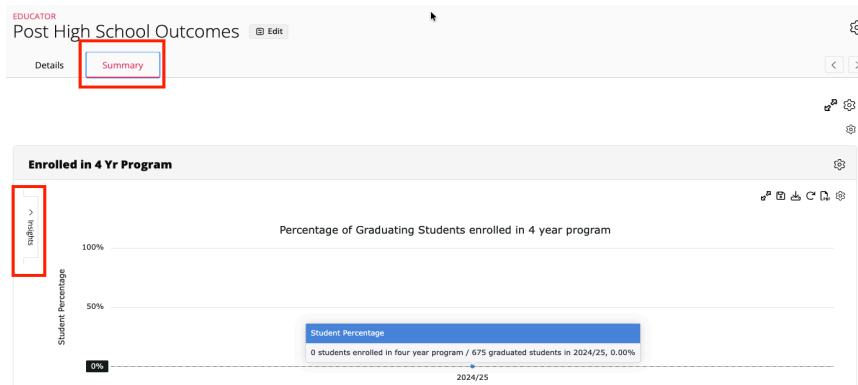 EDUCATOR
Post High School Outcomes
Edit
Details
Summary
Enrolled in 4 Yr Program
Insights
Percentage of Graduating Students enrolled in 4 year program
100%
50%
0%
Student Percentage
Student Percentage
0 students enrolled in four year program / 675 graduated students in 2024/25, 0.00%
2024/25